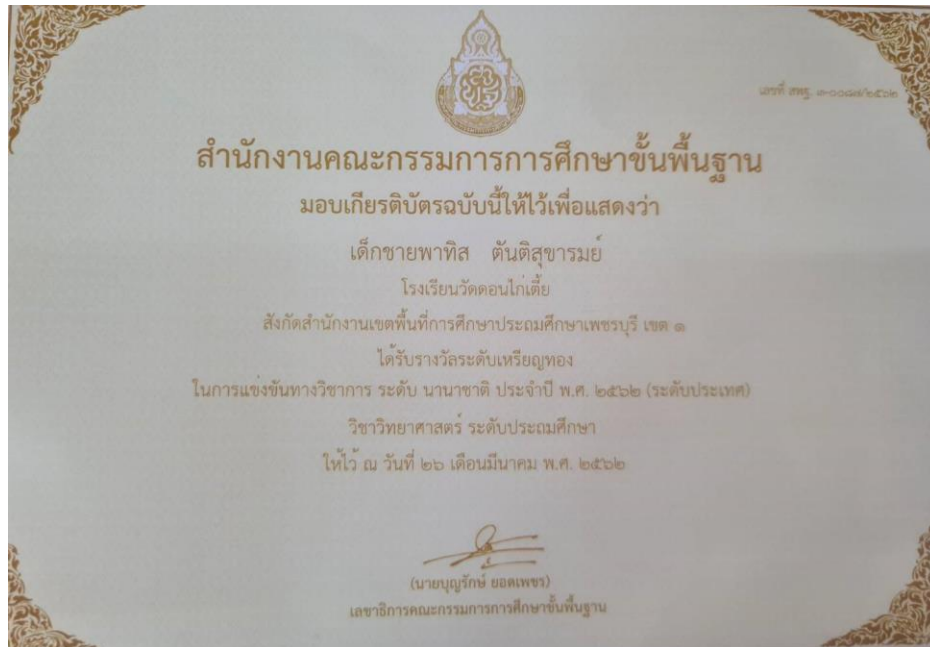 เลขที่ สพฐ. ๓-๐๐๘๗/๒๕๖๒
สำนักงานคณะกรรมการการศึกษาขั้นพื้นฐาน
มอบเกียรติบัตรฉบับนี้ให้ไว้เพื่อแสดงว่า
เด็กชายพาทิส ตันติสุขารมย์
โรงเรียนวัดดอนไก่เตี้ย
สังกัดสำนักงานเขตพื้นที่การศึกษาประถมศึกษาเพชรบุรี เขต ๑
ได้รับรางวัลระดับเหรียญทอง
ในการแข่งขันทางวิชาการ ระดับ นานาชาติ ประจำปี พ.ศ. ๒๕๖๒ (ระดับประเทศ)
วิชาวิทยาศาสตร์ ระดับประถมศึกษา
ให้ไว้ ณ วันที่ ๒๖ เดือนมีนาคม พ.ศ. ๒๕๖๒
(นายบุญรักษ์ ยอดเพชร)
เลขาธิการคณะกรรมการการศึกษาขั้นพื้นฐาน